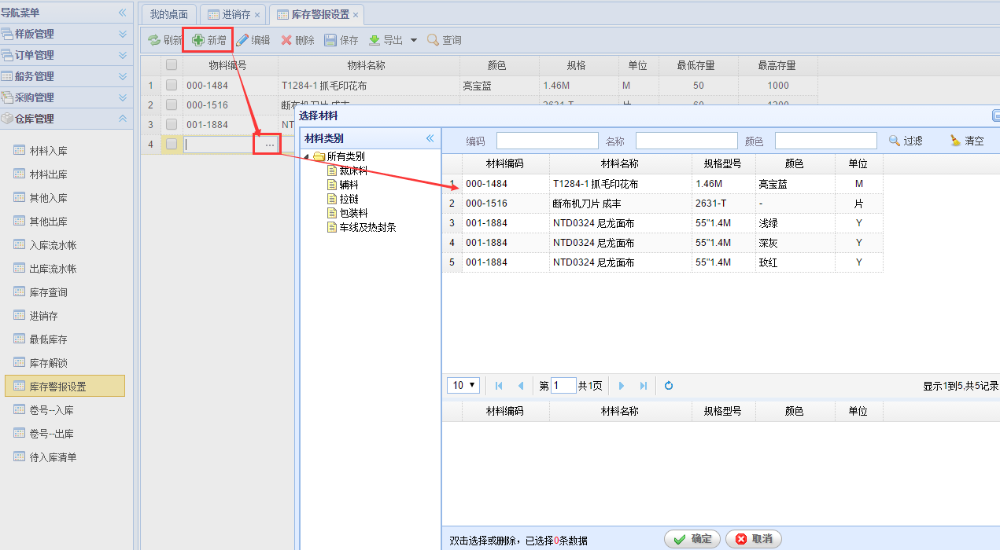 导航菜单
样版管理
订单管理
船务管理
采购管理
仓库管理
材料入库
材料出库
其他入库
其他出库
入库流水帐
出库流水帐
库存查询
进销存
最低库存
库存解锁
库存警报设置
卷号--入库
卷号--出库
待入库清单
我的桌面 进销存 库存警报设置
刷新 新增 编辑 删除 保存 导出 查询
物料编号 物料名称 颜色 规格 单位 最低存量 最高存量
1 000-1484 T1284-1 抓毛印花布 亮宝蓝 1.46M M 50 1000
2 000-1516 断布机刀片 成丰 2631-T 片 60 1200
3 001-1884 NT
4 ...
选择材料
材料类别
所有类别
裁床料
辅料
拉链
包装料
车线及热封条
编码 名称 颜色 过滤 清空
材料编码 材料名称 规格型号 颜色 单位
1 000-1484 T1284-1 抓毛印花布 1.46M 亮宝蓝 M
2 000-1516 断布机刀片 成丰 2631-T - 片
3 001-1884 NTD0324 尼龙面布 55"1.4M 浅绿 Y
4 001-1884 NTD0324 尼龙面布 55"1.4M 深灰 Y
5 001-1884 NTD0324 尼龙面布 55"1.4M 玫红 Y
10 第 1 共1页 显示1到5,共5记录
材料编码 材料名称 规格型号 颜色 单位
双击选择或删除，已选择0条数据 确定 取消